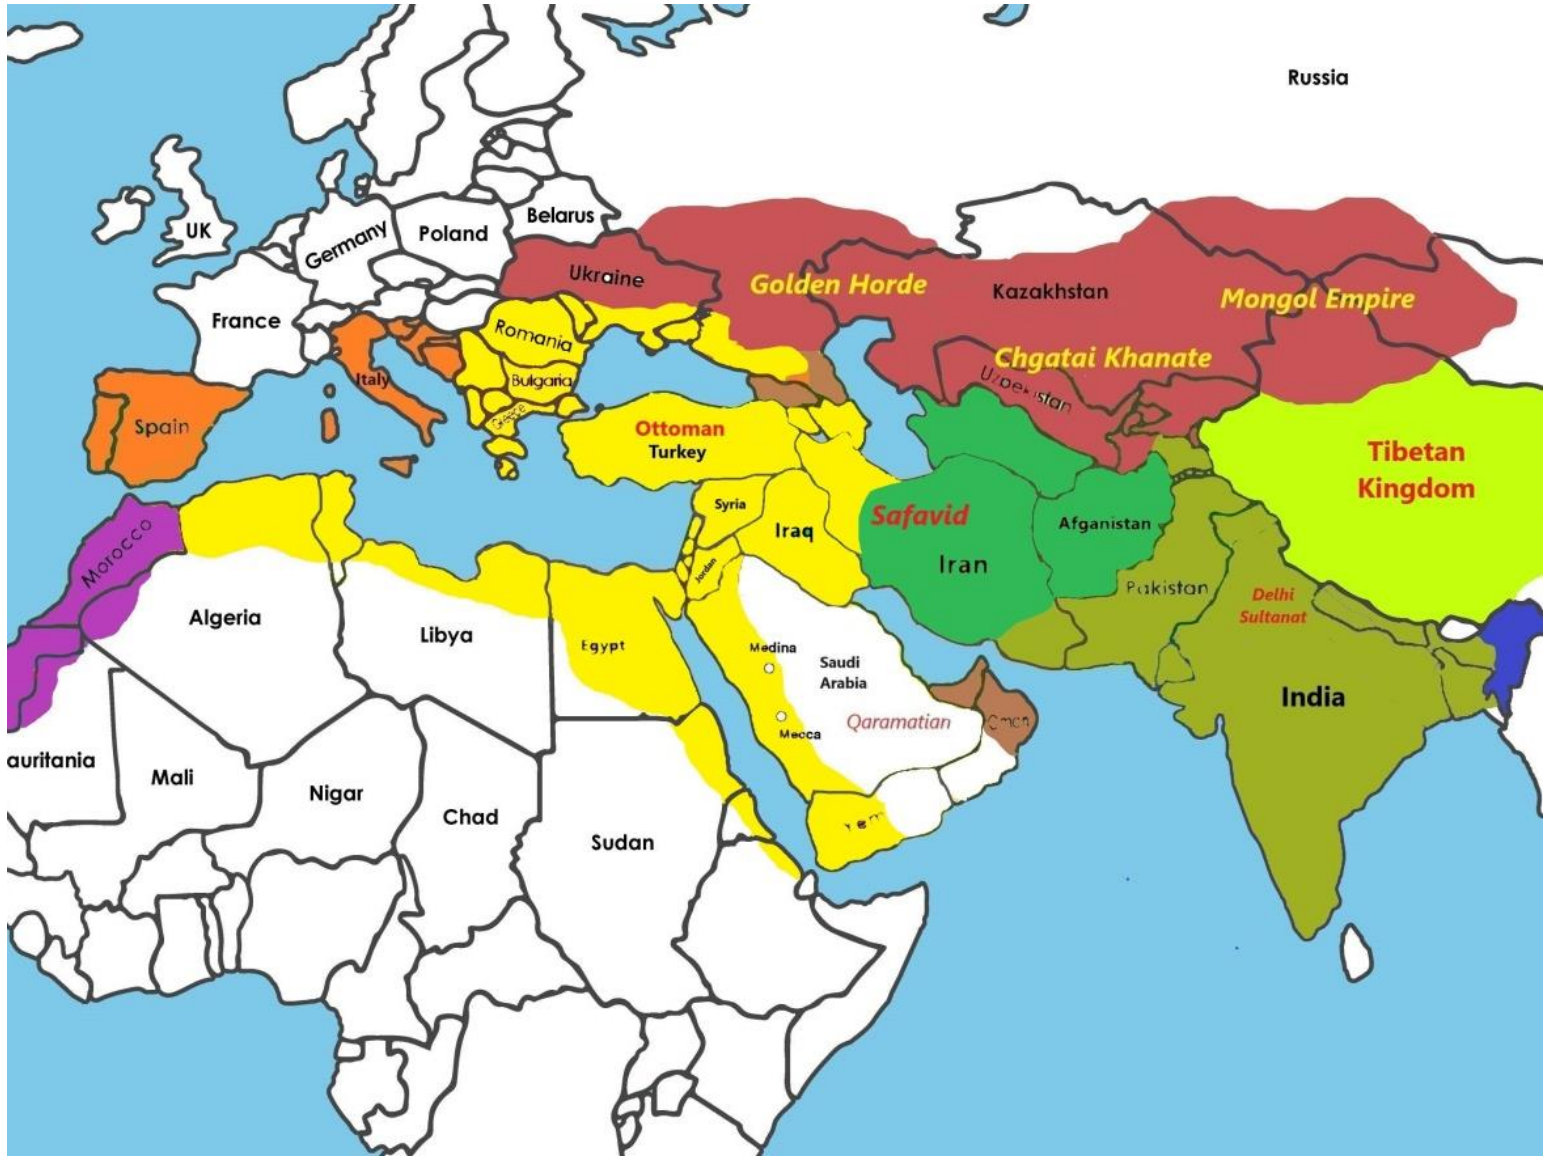 Russia
UK
Germany
Poland
Belarus
France
Ukraine
Golden Horde
Kazakhstan
Mongol Empire
Romania
Chgatai Khanate
Italy
Bulgaria
Spain
Greece
Ottoman
Turkey
Tibetan
Kingdom
Syria
Iraq
Safavid
Iran
Afganistan
Morocco
Jordan
Pakistan
Delhi
Sultanat
Algeria
Libya
Egypt
Medina
Saudi
Arabia
India
Mecca
Qaramatian
auritania
Mali
Nigar
Chad
Sudan